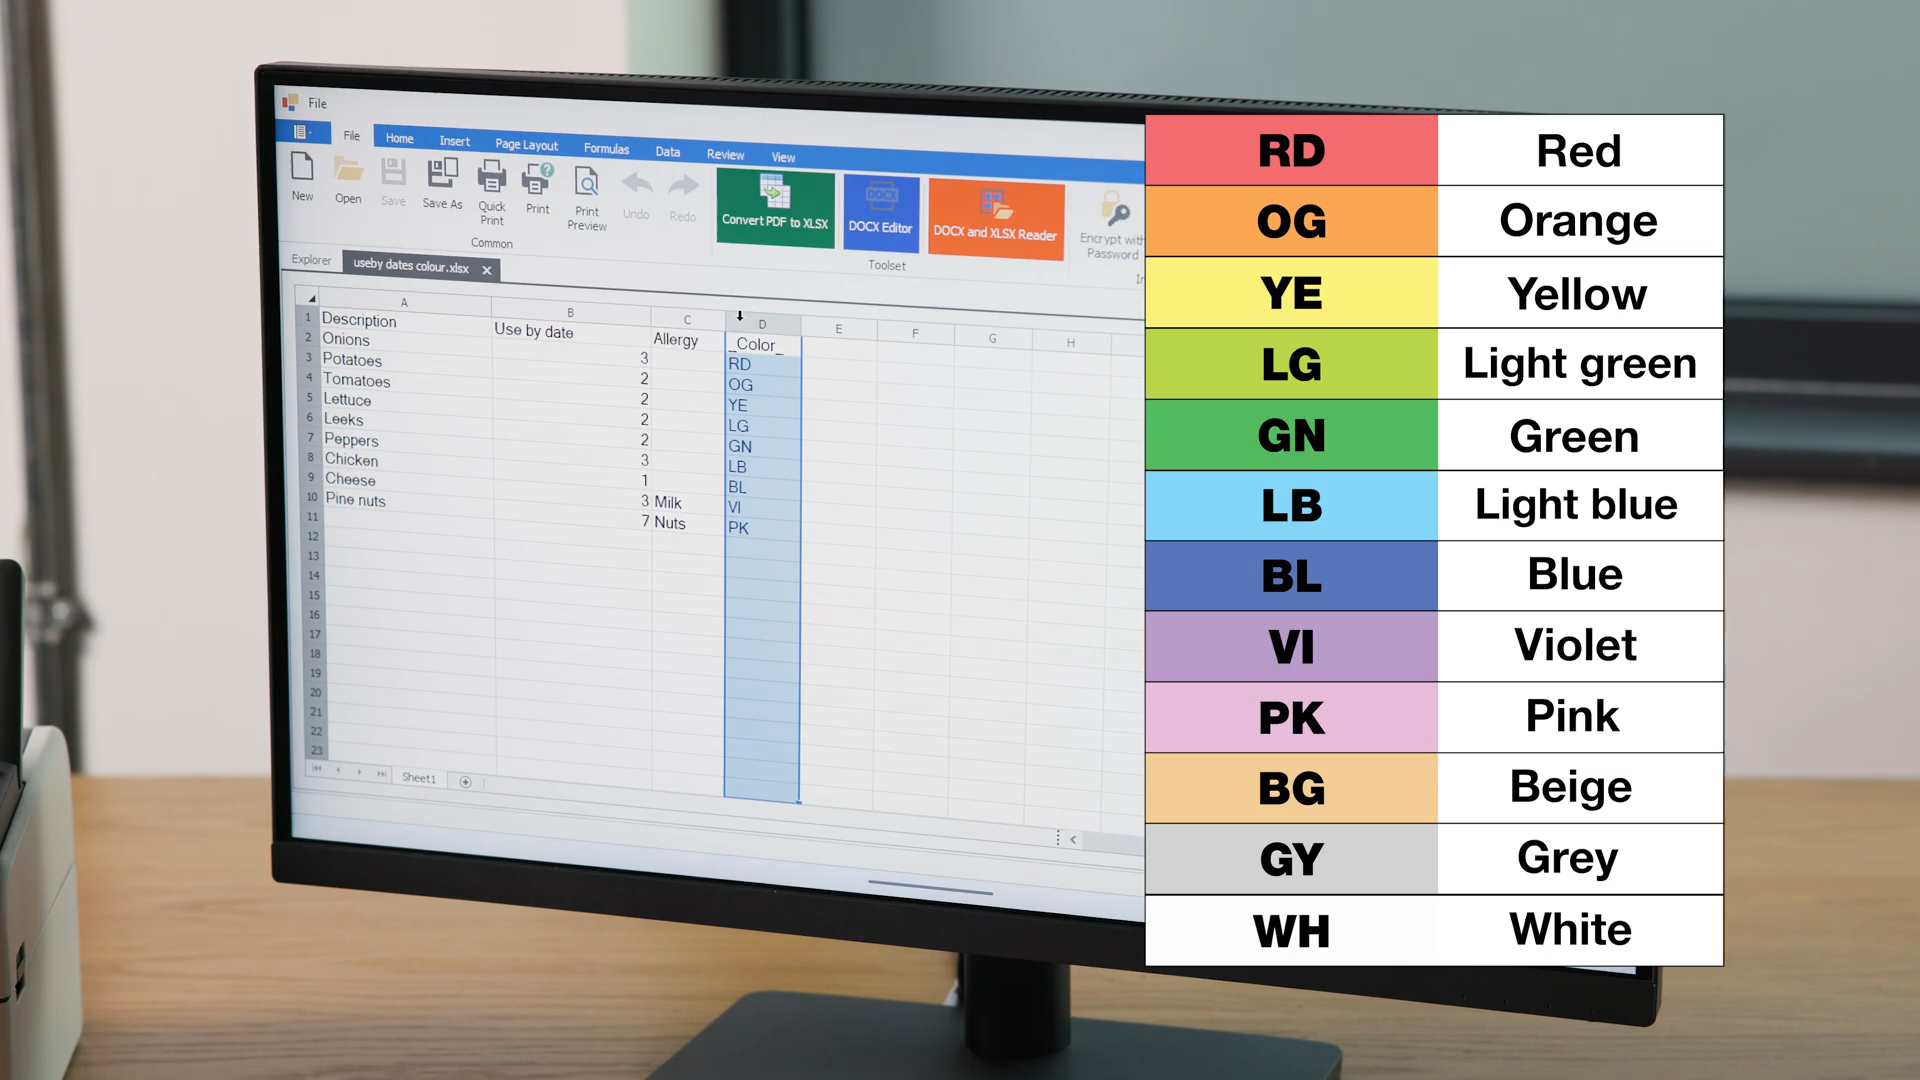 File
File Home Insert Page Layout Formulas Data Review View
New Open Save Save As Quick Print Print Print Preview Undo Redo Convert PDF to XLSX DOCX Editor DOCX and XLSX Reader Encrypt with Password
Common Toolset
Explorer useby dates colour.xlsx
A B C D E F G H
1 Description Use by date Allergy _Color_
2 Onions 3 RD
3 Potatoes 2 OG
4 Tomatoes 2 YE
5 Lettuce 2 LG
6 Leeks 2 GN
7 Peppers 3 LB
8 Chicken 1 BL
9 Cheese 3 Milk VI
10 Pine nuts 7 Nuts PK
11
12
13
14
15
16
17
18
19
20
21
22
23
Sheet1
RD Red
OG Orange
YE Yellow
LG Light green
GN Green
LB Light blue
BL Blue
VI Violet
PK Pink
BG Beige
GY Grey
WH White